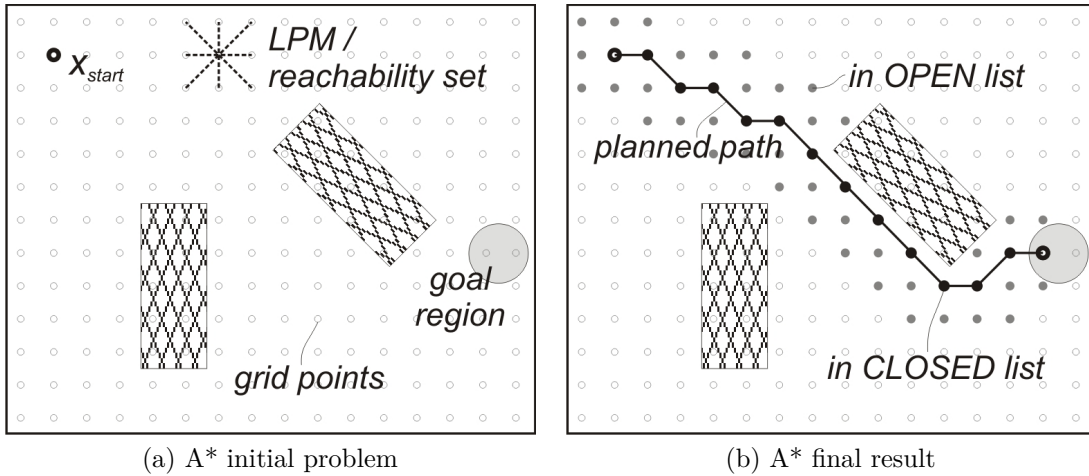 x_start
LPM /
reachability set
goal
region
grid points
(a) A* initial problem
in OPEN list
planned path
in CLOSED list
(b) A* final result